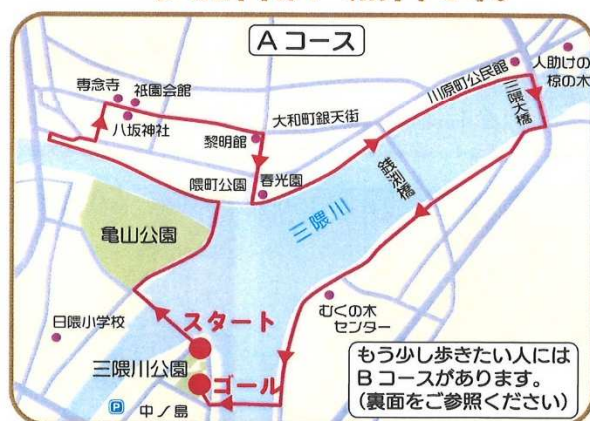 Aコース
川原町公民館
人助けの
椋の木
専念寺
祇園会館
八坂神社
大和町銀天街
黎明館
三隈大橋
隈町公園
春光園
銭渕橋
三隈川
亀山公園
むくの木
センター
日隈小学校
スタート
三隈川公園
ゴール
P
中ノ島
もう少し歩きたい人には
Bコースがあります。
(裏面をご参照ください)